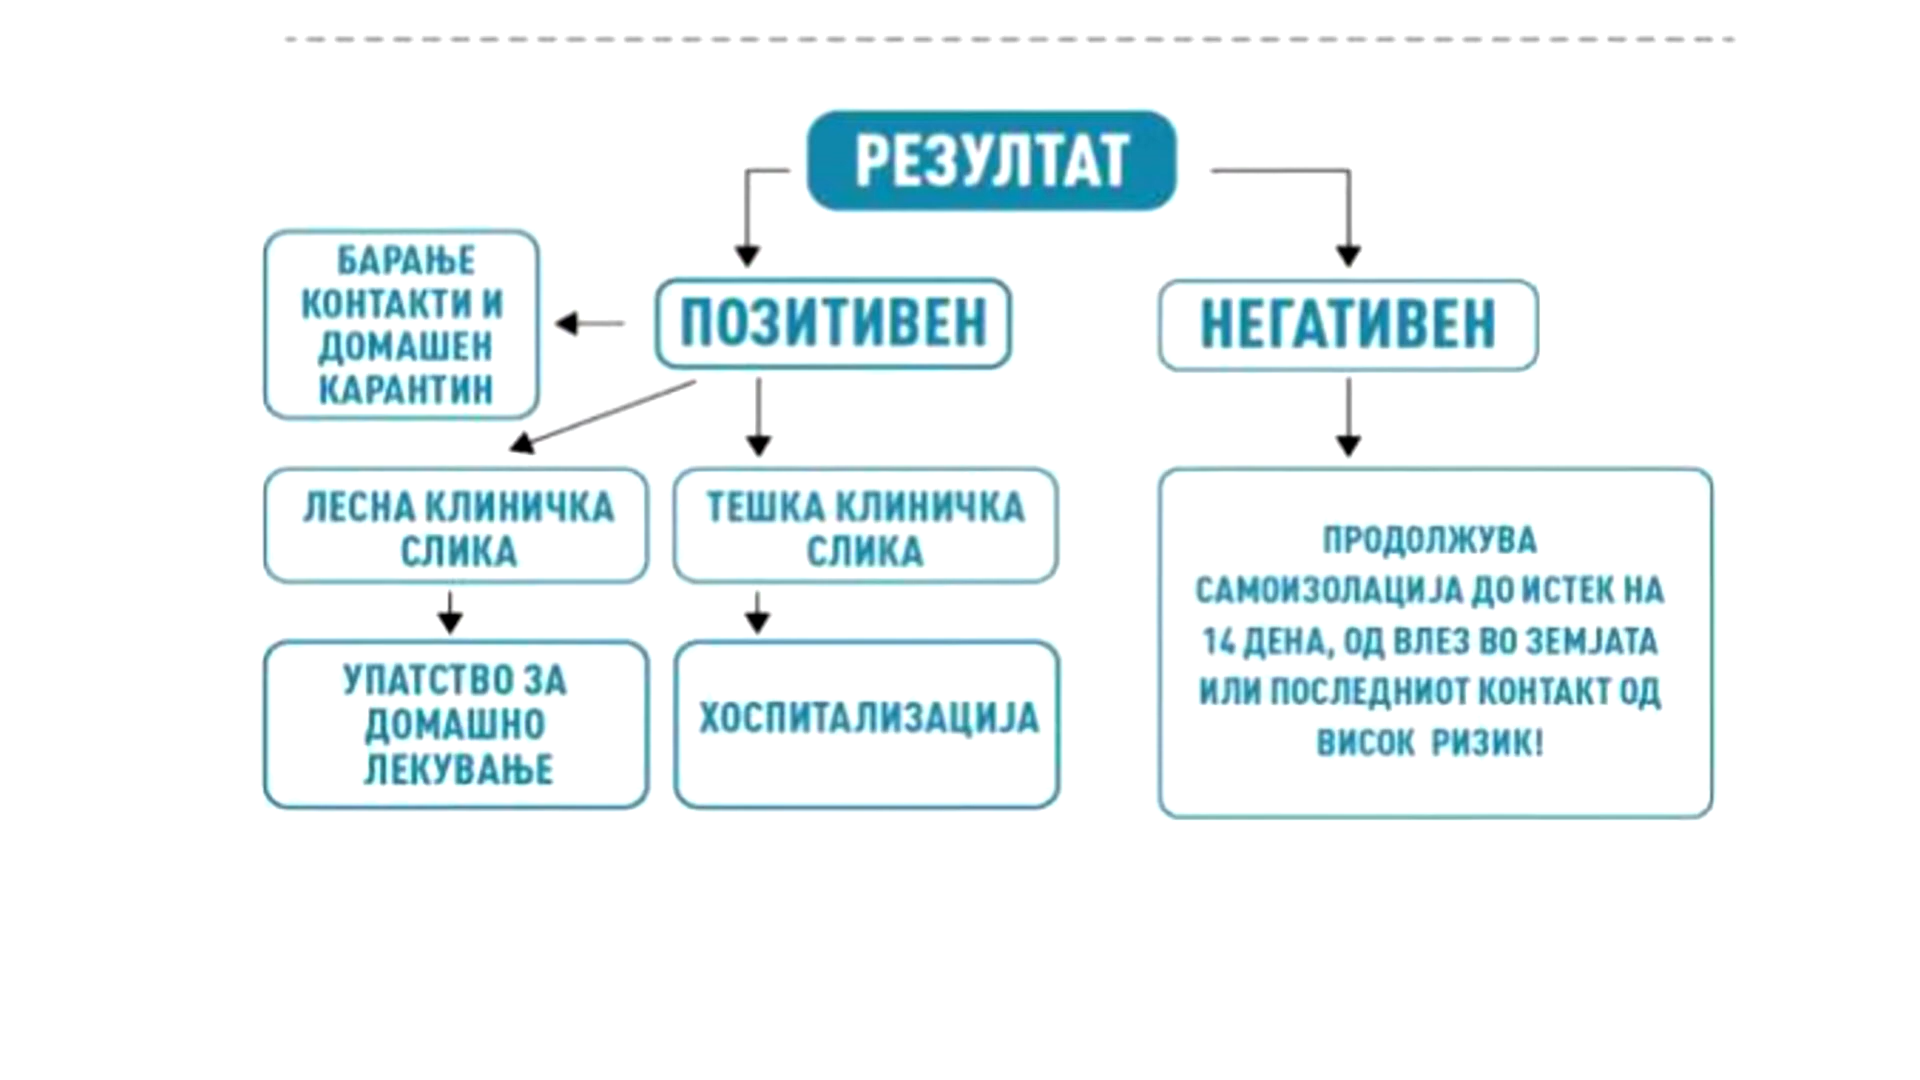 РЕЗУЛТАТ
БАРАЊЕ
КОНТАКТИ И
ДОМАШЕН
КАРАНТИН
ПОЗИТИВЕН
НЕГАТИВЕН
ЛЕСНА КЛИНИЧКА
СЛИКА
ТЕШКА КЛИНИЧКА
СЛИКА
УПАТСТВО ЗА
ДОМАШНО
ЛЕКУВАЊЕ
ХОСПИТАЛИЗАЦИЈА
ПРОДОЛЖУВА
САМОИЗОЛАЦИЈА ДО ИСТЕК НА
14 ДЕНА, ОД ВЛЕЗ ВО ЗЕМЈАТА
ИЛИ ПОСЛЕДНИОТ КОНТАКТ ОД
ВИСОК РИЗИК!